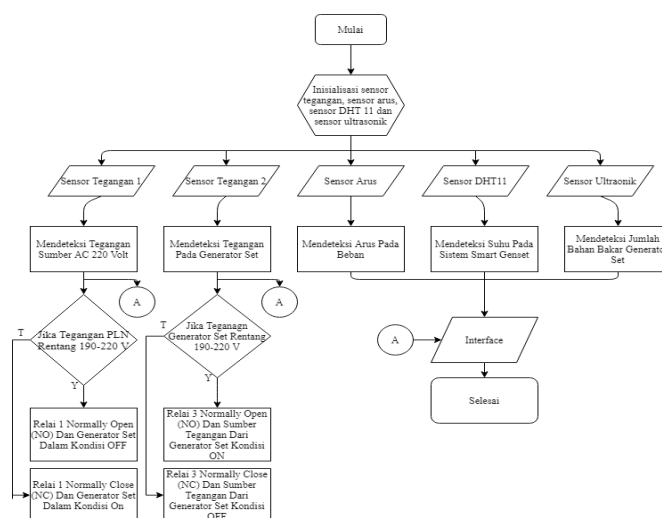 Mulai
Inisialisasi sensor
tegangan, sensor arus,
sensor DHT 11 dan
sensor ultrasonik
Sensor Tegangan 1
Sensor Tegangan 2
Sensor Arus
Sensor DHT11
Sensor Ultraonik
Mendeteksi Tegangan
Sumber AC 220 Volt
Mendeteksi Tegangan
Pada Generator Set
Mendeteksi Arus Pada
Beban
Mendeteksi Suhu Pada
Sistem Smart Genset
Mendeteksi Jumlah
Bahan Bakar Generator
Set
A
A
T
Jika Tegangan PLN
Rentang 190-220 V
Y
T
Jika Teganagn
Generator Set Rentang
190-220 V
Y
A
Interface
Selesai
Relai 1 Normally Open
(NO) Dan Generator Set
Dalam Kondisi OFF
Relai 3 Normally Open
(NO) Dan Sumber
Tegangan Dari
Generator Set Kondisi
ON
Relai 1 Normally Close
(NC) Dan Generator Set
Dalam Kondisi On
Relai 3 Normally Close
(NC) Dan Sumber
Tegangan Dari
Generator Set Kondisi
OFF